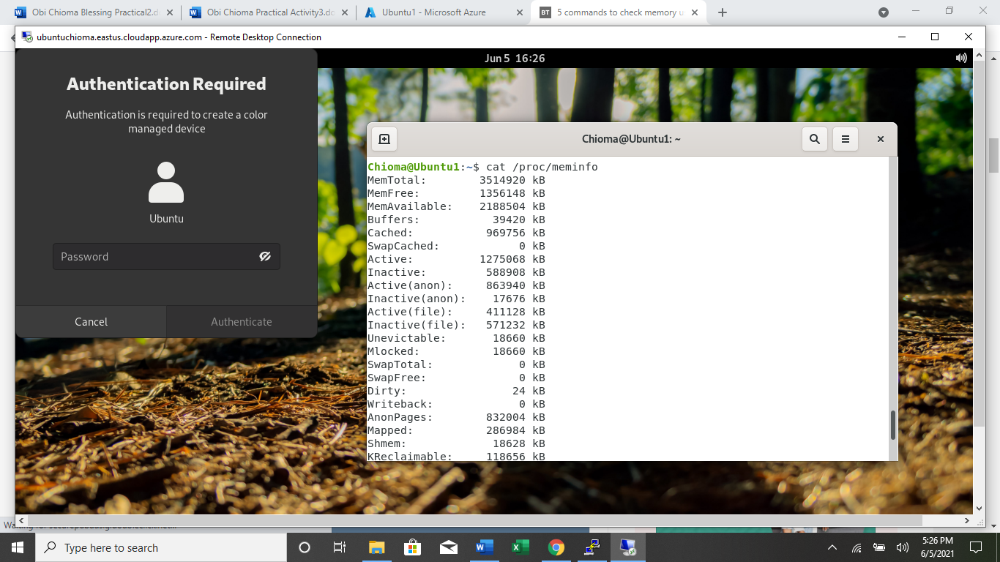 Obi Chioma Blessing Practical2.d
Obi Chioma Practical Activity3.do
Ubuntu1 - Microsoft Azure
BT
5 commands to check memory u
ubuntuchioma.eastus.cloudapp.azure.com - Remote Desktop Connection
Jun 5 16:26
Authentication Required
Authentication is required to create a color
managed device
Ubuntu
Password
Cancel
Authenticate
Chioma@Ubuntu1: ~
Chioma@Ubuntu1:~$ cat /proc/meminfo
MemTotal: 3514920 kB
MemFree: 1356148 kB
MemAvailable: 2188504 kB
Buffers: 39420 kB
Cached: 969756 kB
SwapCached: 0 kB
Active: 1275068 kB
Inactive: 588908 kB
Active(anon): 863940 kB
Inactive(anon): 17676 kB
Active(file): 411128 kB
Inactive(file): 571232 kB
Unevictable: 18660 kB
Mlocked: 18660 kB
SwapTotal: 0 kB
SwapFree: 0 kB
Dirty: 24 kB
Writeback: 0 kB
AnonPages: 832004 kB
Mapped: 286984 kB
Shmem: 18628 kB
KReclaimable: 118656 kB
Type here to search
5:26 PM
6/5/2021